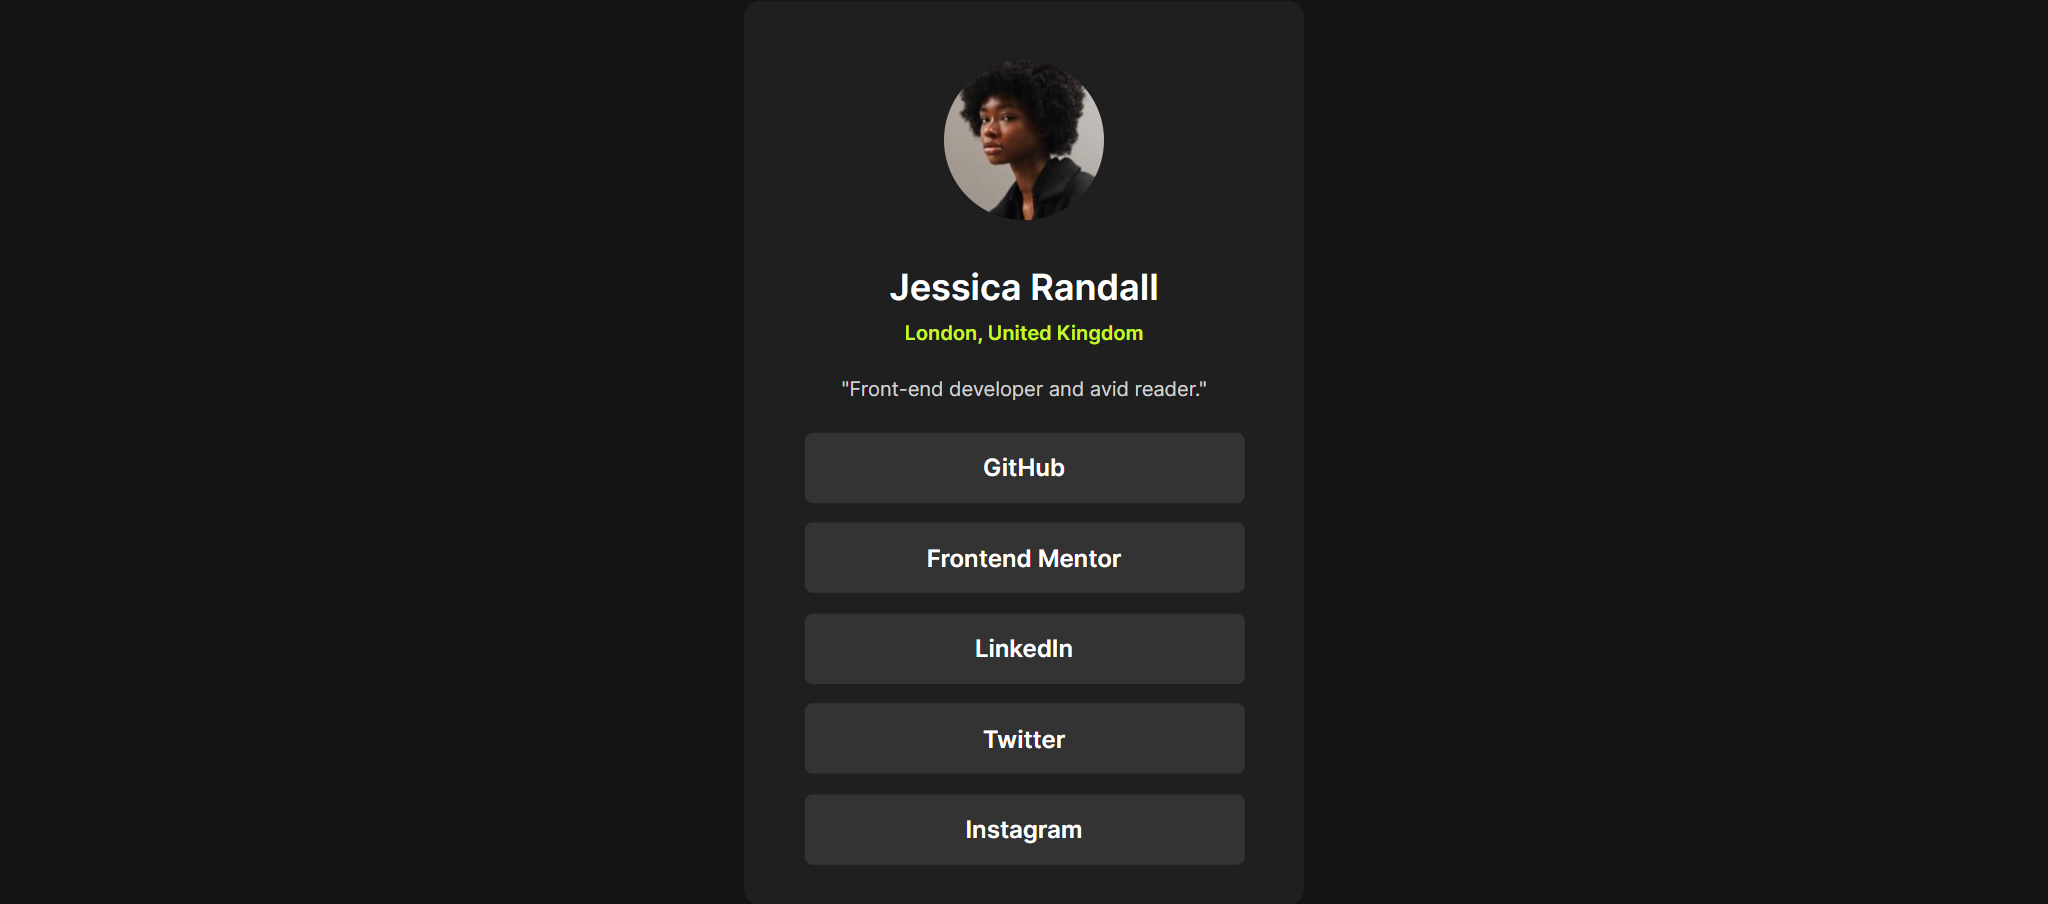 Jessica Randall
London, United Kingdom
"Front-end developer and avid reader."
GitHub
Frontend Mentor
LinkedIn
Twitter
Instagram